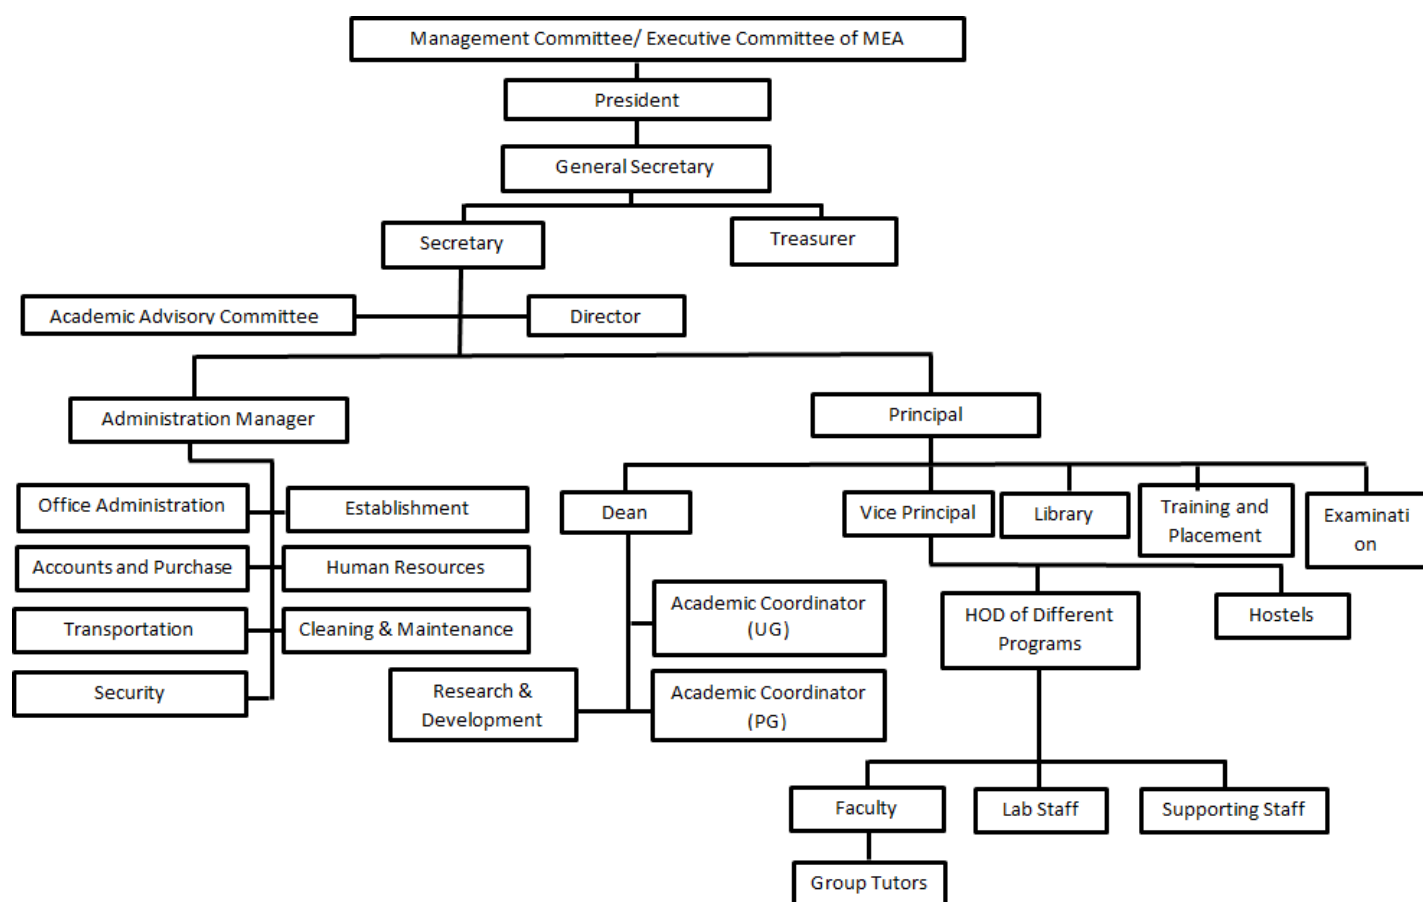 Management Committee/ Executive Committee of MEA
President
General Secretary
Secretary
Treasurer
Academic Advisory Committee
Director
Administration Manager
Principal
Office Administration
Establishment
Accounts and Purchase
Human Resources
Transportation
Cleaning & Maintenance
Security
Dean
Vice Principal
Library
Training and
Placement
Examinati
on
Academic Coordinator
(UG)
Research &
Development
Academic Coordinator
(PG)
HOD of Different
Programs
Hostels
Faculty
Lab Staff
Supporting Staff
Group Tutors